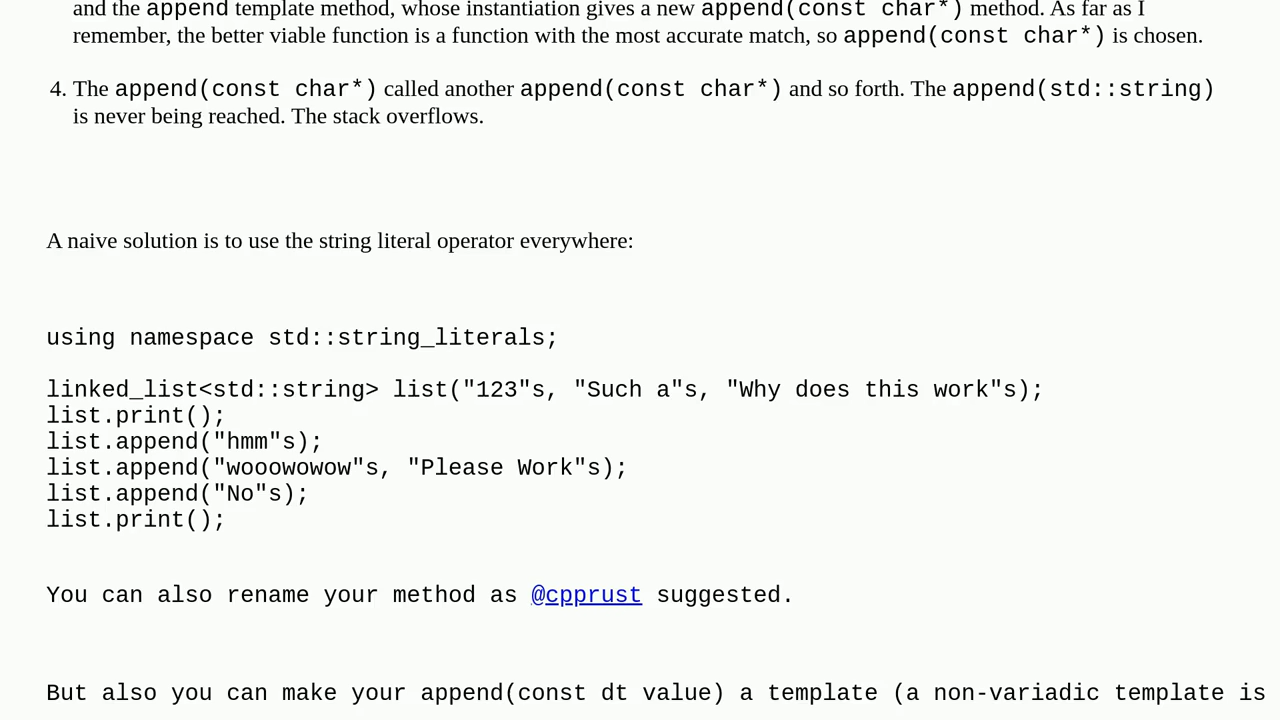 and the append template method, whose instantiation gives a new append(const char*) method. As far as I
remember, the better viable function is a function with the most accurate match, so append(const char*) is chosen.
4. The append(const char*) called another append(const char*) and so forth. The append(std::string)
is never being reached. The stack overflows.
A naive solution is to use the string literal operator everywhere:
using namespace std::string_literals;
linked_list<std::string> list("123"s, "Such a"s, "Why does this work"s);
list.print();
list.append("hmm"s);
list.append("wooowowow"s, "Please Work"s);
list.append("No"s);
list.print();
You can also rename your method as @cpprust suggested.
But also you can make your append(const dt value) a template (a non-variadic template is